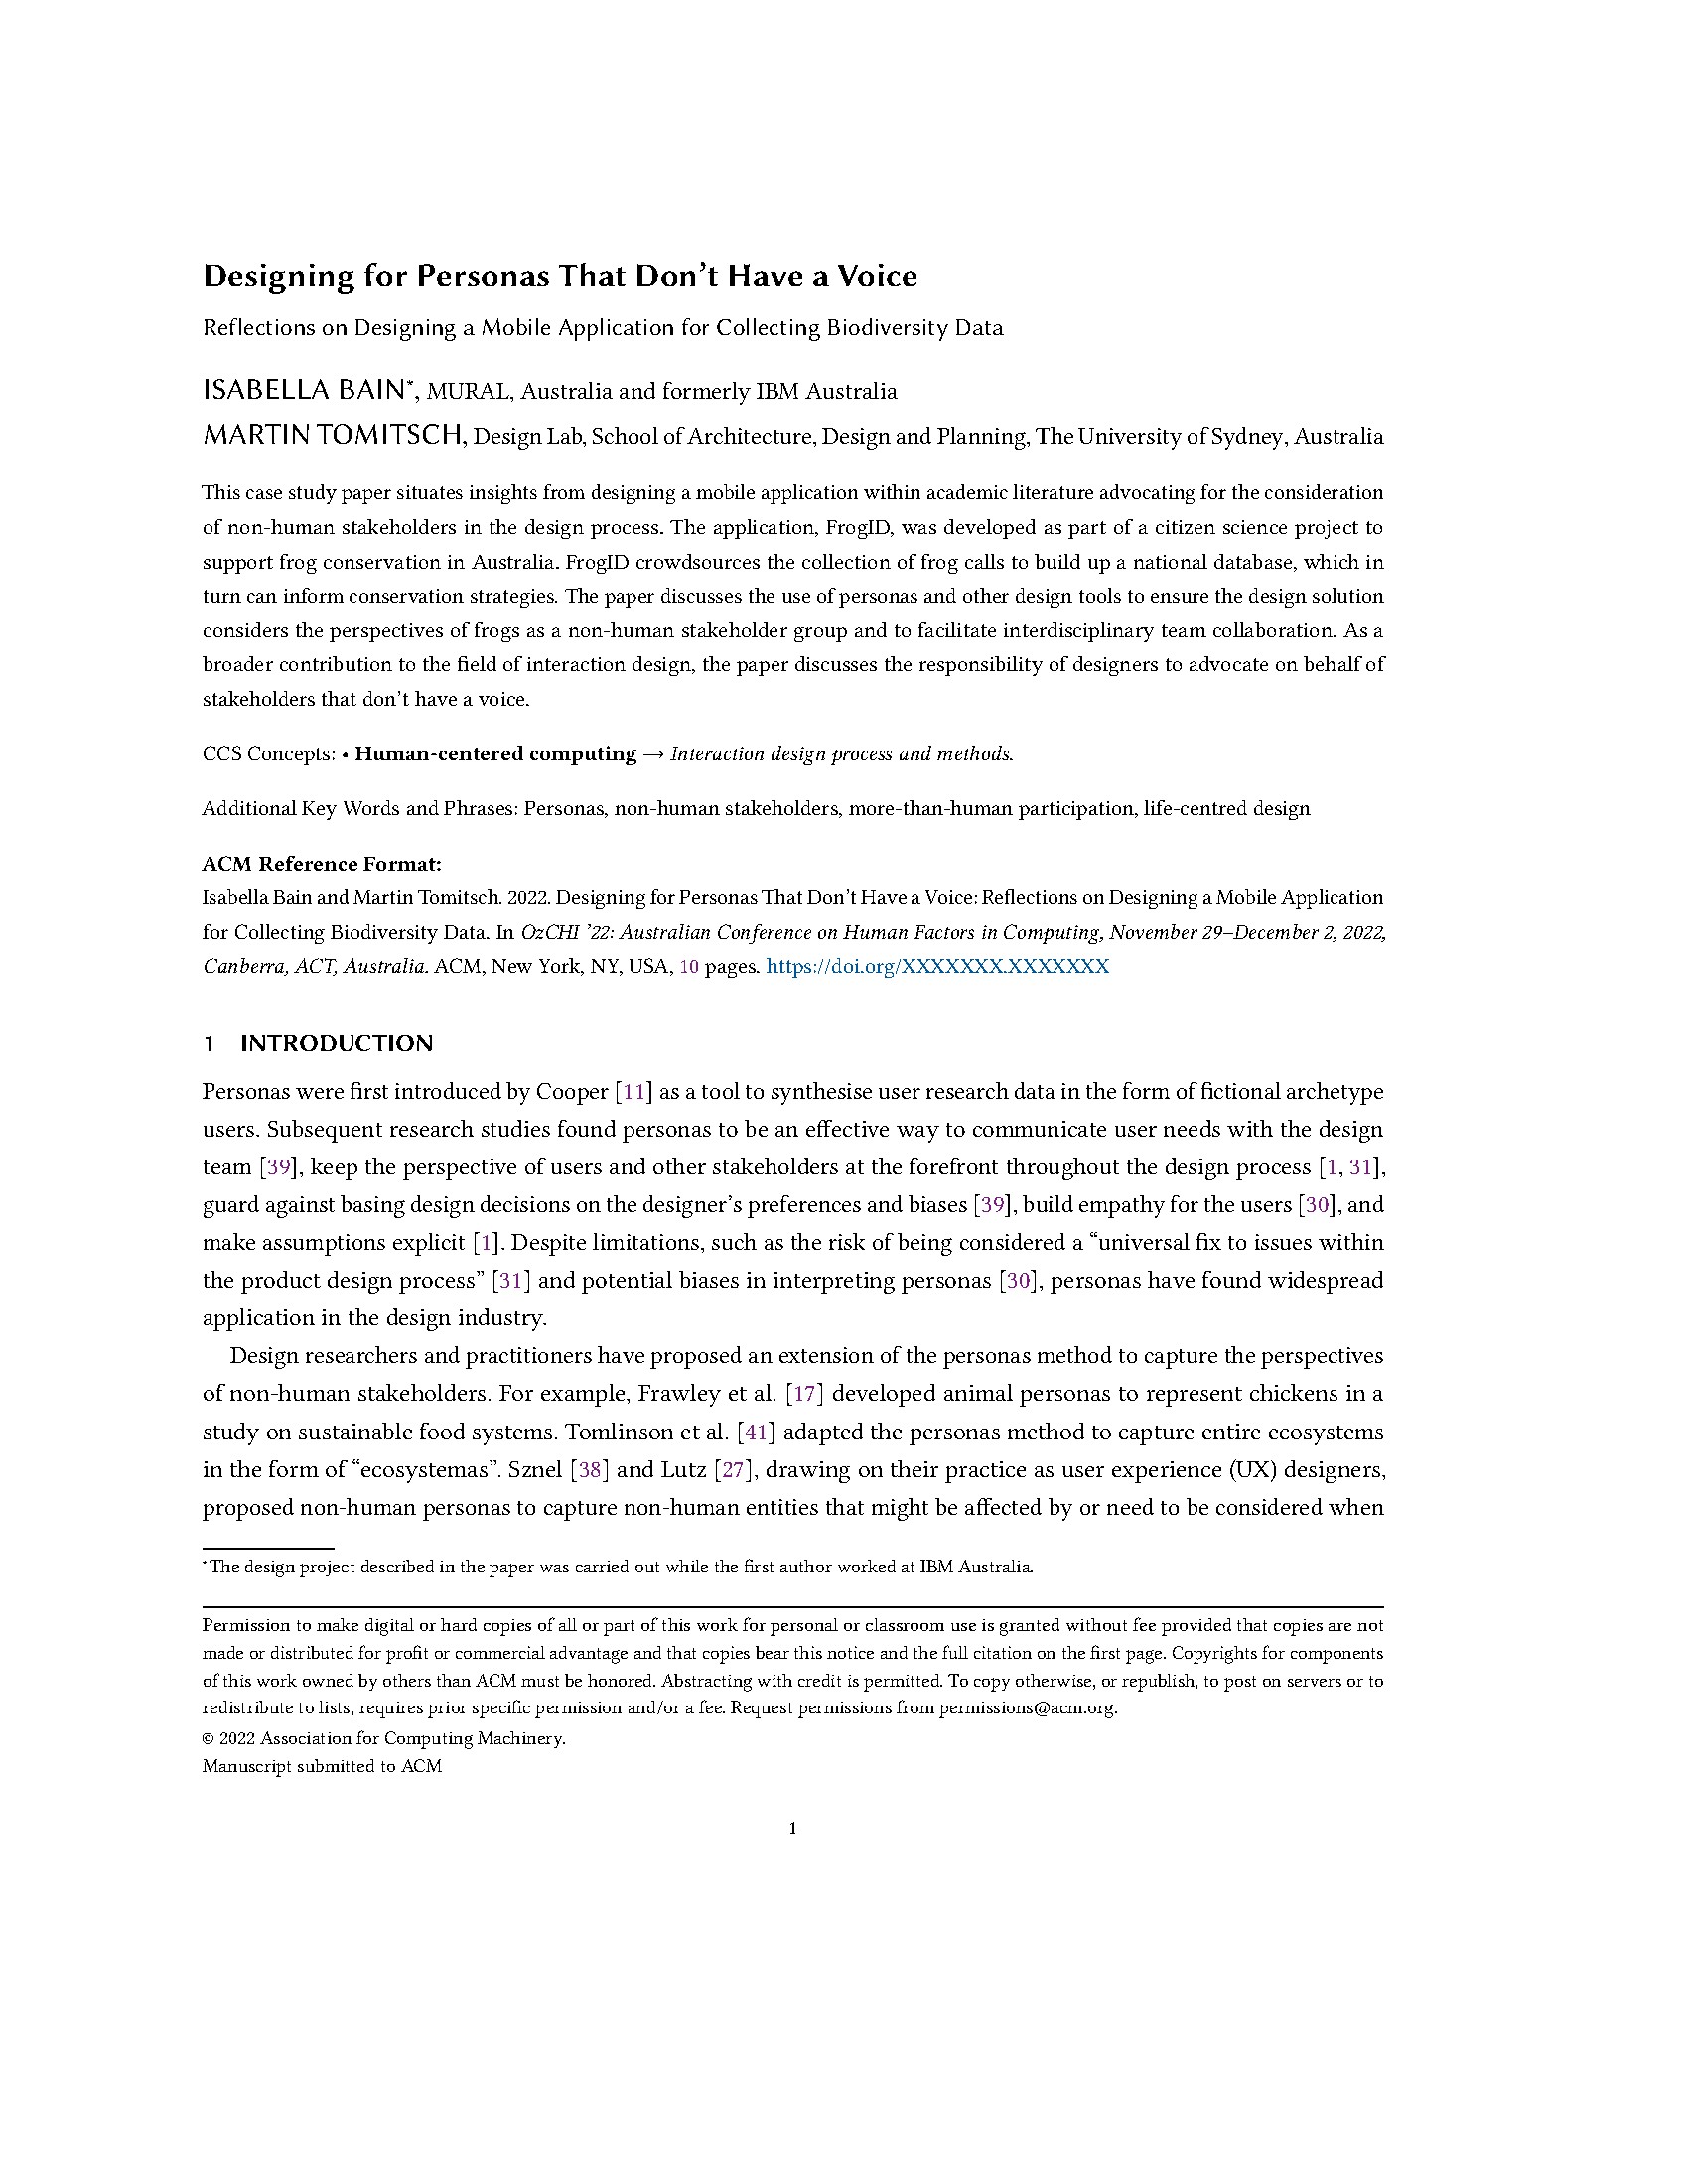 Designing for Personas That Don't Have a Voice
Reflections on Designing a Mobile Application for Collecting Biodiversity Data
ISABELLA BAIN*, MURAL, Australia and formerly IBM Australia
MARTIN TOMITSCH, Design Lab, School of Architecture, Design and Planning, The University of Sydney, Australia
This case study paper situates insights from designing a mobile application within academic literature advocating for the consideration
of non-human stakeholders in the design process. The application, FrogID, was developed as part of a citizen science project to
support frog conservation in Australia. FrogID crowdsources the collection of frog calls to build up a national database, which in
turn can inform conservation strategies. The paper discusses the use of personas and other design tools to ensure the design solution
considers the perspectives of frogs as a non-human stakeholder group and to facilitate interdisciplinary team collaboration. As a
broader contribution to the field of interaction design, the paper discusses the responsibility of designers to advocate on behalf of
stakeholders that don't have a voice.
CCS Concepts: • Human-centered computing → Interaction design process and methods.
Additional Key Words and Phrases: Personas, non-human stakeholders, more-than-human participation, life-centred design
ACM Reference Format:
Isabella Bain and Martin Tomitsch. 2022. Designing for Personas That Don't Have a Voice: Reflections on Designing a Mobile Application
for Collecting Biodiversity Data. In OzCHI '22: Australian Conference on Human Factors in Computing, November 29–December 2, 2022,
Canberra, ACT, Australia. ACM, New York, NY, USA, 10 pages. https://doi.org/XXXXXXX.XXXXXXX
1 INTRODUCTION
Personas were first introduced by Cooper [11] as a tool to synthesise user research data in the form of fictional archetype
users. Subsequent research studies found personas to be an effective way to communicate user needs with the design
team [39], keep the perspective of users and other stakeholders at the forefront throughout the design process [1, 31],
guard against basing design decisions on the designer's preferences and biases [39], build empathy for the users [30], and
make assumptions explicit [1]. Despite limitations, such as the risk of being considered a “universal fix to issues within
the product design process” [31] and potential biases in interpreting personas [30], personas have found widespread
application in the design industry.
Design researchers and practitioners have proposed an extension of the personas method to capture the perspectives
of non-human stakeholders. For example, Frawley et al. [17] developed animal personas to represent chickens in a
study on sustainable food systems. Tomlinson et al. [41] adapted the personas method to capture entire ecosystems
in the form of “ecosystemas”. Sznel [38] and Lutz [27], drawing on their practice as user experience (UX) designers,
proposed non-human personas to capture non-human entities that might be affected by or need to be considered when
*The design project described in the paper was carried out while the first author worked at IBM Australia.
Permission to make digital or hard copies of all or part of this work for personal or classroom use is granted without fee provided that copies are not
made or distributed for profit or commercial advantage and that copies bear this notice and the full citation on the first page. Copyrights for components
of this work owned by others than ACM must be honored. Abstracting with credit is permitted. To copy otherwise, or republish, to post on servers or to
redistribute to lists, requires prior specific permission and/or a fee. Request permissions from permissions@acm.org.
© 2022 Association for Computing Machinery.
Manuscript submitted to ACM
1